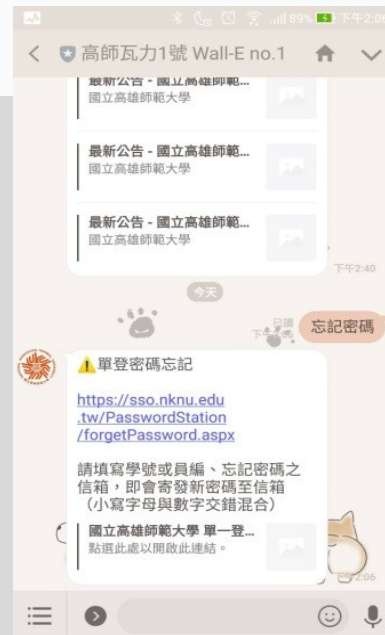 89% 下午2:06
高師瓦力1號 Wall-E no.1
最新公告 - 國立高雄師範...
國立高雄師範大學
最新公告 - 國立高雄師範...
國立高雄師範大學
最新公告 - 國立高雄師範...
國立高雄師範大學
下午2:40
今天
已讀
忘記密碼
⚠單登密碼忘記
https://sso.nknu.edu
.tw/PasswordStation
/forgetPassword.aspx
請填寫學號或員編、忘記密碼之
信箱，即會寄發新密碼至信箱
（小寫字母與數字交錯混合）
國立高雄師範大學 單一登...
點選此處以開啟此連結。